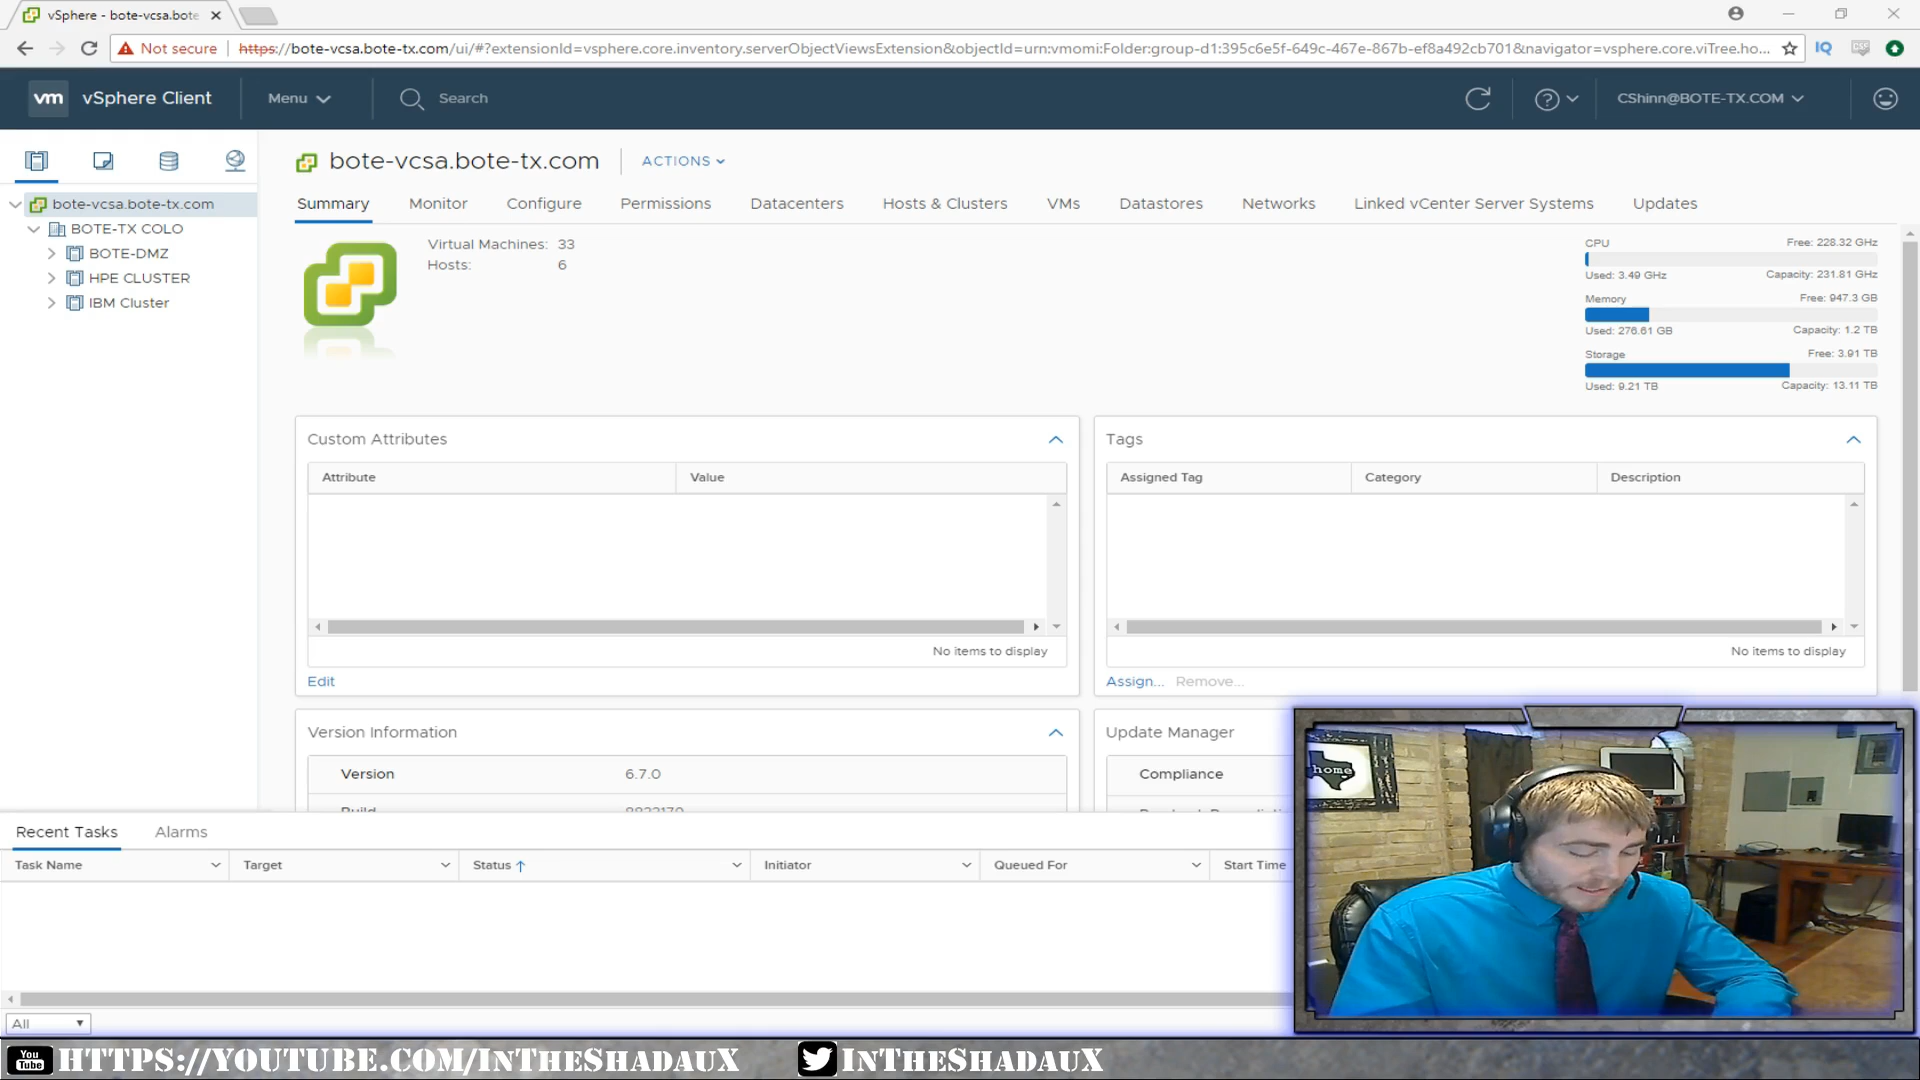 vSphere - bote-vcsa.bote
Not secure
https://bote-vcsa.bote-tx.com/ui/#?extensionId=vsphere.core.inventory.serverObjectViewsExtension&objectId=urn:vmomi:Folder:group-d1:395c6e5f-649c-467e-867b-ef8a492cb701&navigator=vsphere.core.viTree.ho...
IQ
CSF
vm vSphere Client
Menu
Search
CShinn@BOTE-TX.COM
bote-vcsa.bote-tx.com
BOTE-TX COLO
BOTE-DMZ
HPE CLUSTER
IBM Cluster
bote-vcsa.bote-tx.com
ACTIONS
Summary Monitor Configure Permissions Datacenters Hosts & Clusters VMs Datastores Networks Linked vCenter Server Systems Updates
Virtual Machines: 33
Hosts: 6
CPU Free: 228.32 GHz
Used: 3.49 GHz Capacity: 231.81 GHz
Memory Free: 947.3 GB
Used: 276.61 GB Capacity: 1.2 TB
Storage Free: 3.91 TB
Used: 9.21 TB Capacity: 13.11 TB
Custom Attributes
Attribute Value
No items to display
Edit
Tags
Assigned Tag Category Description
No items to display
Assign... Remove...
Version Information
Version 6.7.0
Build
Update Manager
Compliance
home
Recent Tasks Alarms
Task Name Target Status Initiator Queued For Start Time
All
You Tube HTTPS://YOUTUBE.COM/INTHESHADAUX
INTHESHADAUX